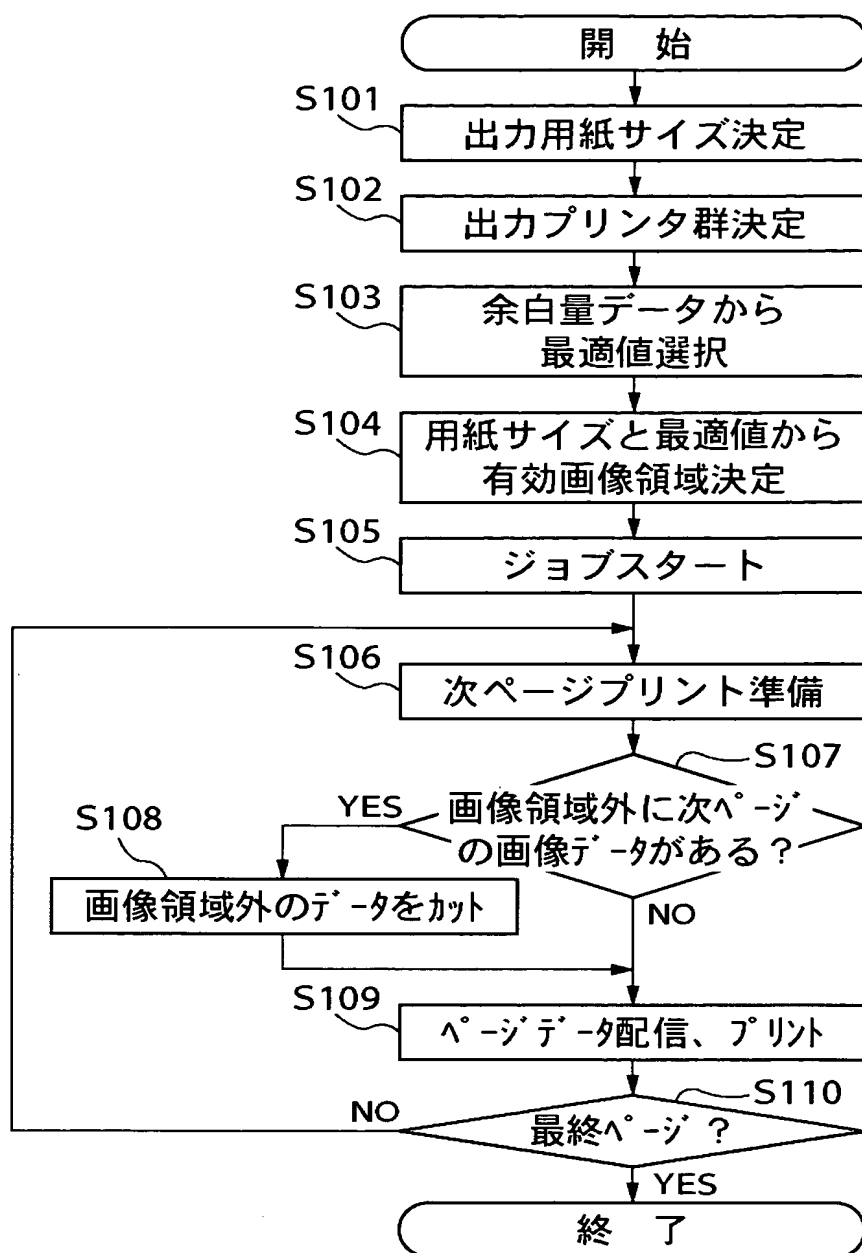 開 始
S101
出力用紙サイズ決定
S102
出力プリンタ群決定
S103
余白量データから
最適値選択
S104
用紙サイズと最適値から
有効画像領域決定
S105
ジョブスタート
S106
次ページプリント準備
S107
YES
画像領域外に次ﾍﾟｰｼﾞ
の画像ﾃﾞｰﾀがある？
S108
画像領域外のﾃﾞｰﾀをｶｯﾄ
NO
S109
ﾍﾟｰｼﾞﾃﾞｰﾀ配信、ﾌﾟﾘﾝﾄ
S110
NO
最終ﾍﾟｰｼﾞ？
YES
終 了